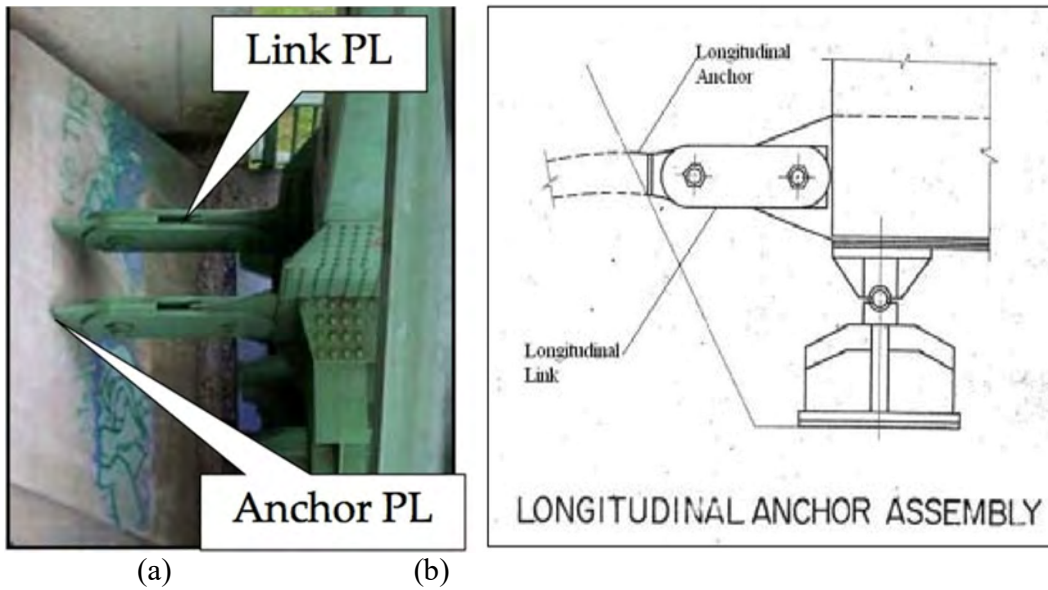 Link PL
Anchor PL
Longitudinal
Anchor
Longitudinal
Link
LONGITUDINAL ANCHOR ASSEMBLY
(a)
(b)